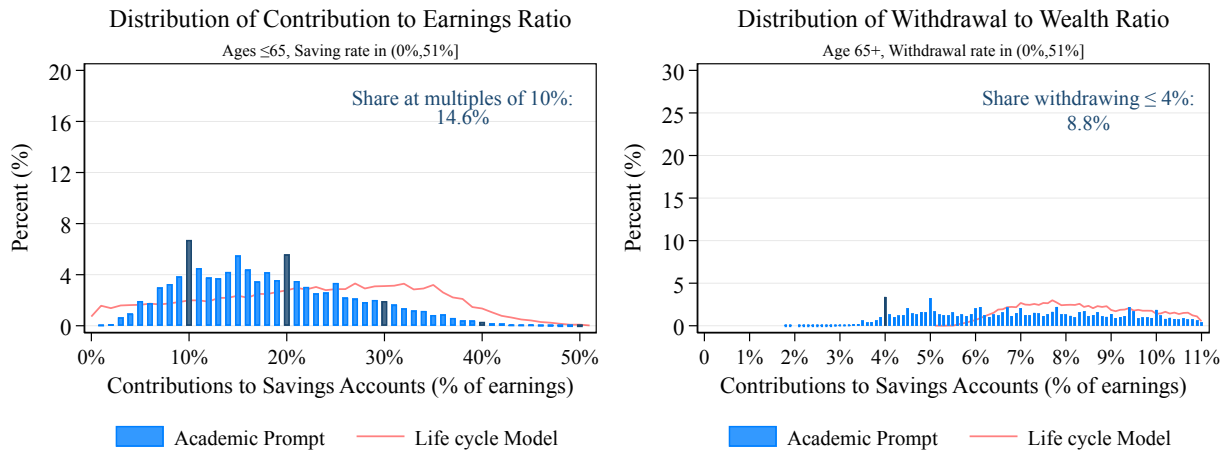 Distribution of Contribution to Earnings Ratio
Ages ≤65, Saving rate in (0%,51%]
Share at multiples of 10%:
14.6%
Percent (%)
20
16
12
8
4
0
0% 10% 20% 30% 40% 50%
Contributions to Savings Accounts (% of earnings)
Academic Prompt Life cycle Model
Distribution of Withdrawal to Wealth Ratio
Age 65+, Withdrawal rate in (0%,51%]
Share withdrawing ≤ 4%:
8.8%
Percent (%)
30
25
20
15
10
5
0
0 1% 2% 3% 4% 5% 6% 7% 8% 9% 10% 11%
Contributions to Savings Accounts (% of earnings)
Academic Prompt Life cycle Model